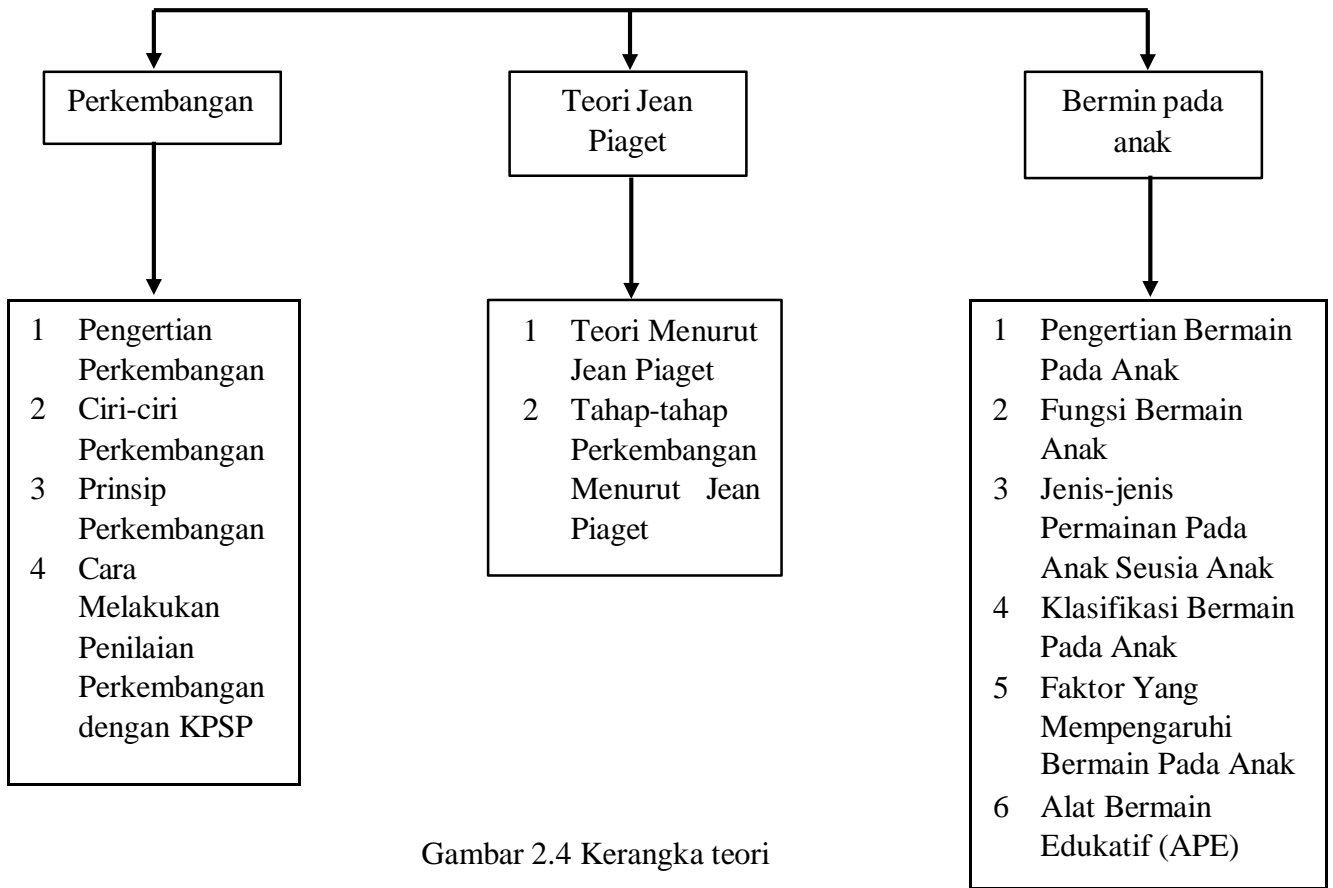 Perkembangan
Teori Jean
Piaget
Bermin pada
anak
1 Pengertian
Perkembangan
2 Ciri-ciri
Perkembangan
3 Prinsip
Perkembangan
4 Cara
Melakukan
Penilaian
Perkembangan
dengan KPSP
1 Teori Menurut
Jean Piaget
2 Tahap-tahap
Perkembangan
Menurut Jean
Piaget
1 Pengertian Bermain
Pada Anak
2 Fungsi Bermain
Anak
3 Jenis-jenis
Permainan Pada
Anak Seusia Anak
4 Klasifikasi Bermain
Pada Anak
5 Faktor Yang
Mempengaruhi
Bermain Pada Anak
6 Alat Bermain
Edukatif (APE)
Gambar 2.4 Kerangka teori